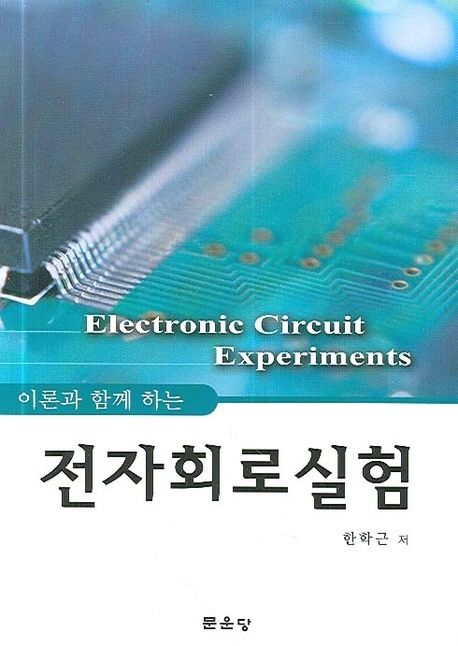 Electronic Circuit
Experiments
이론과 함께 하는
전자회로실험
한학근 저
문운당